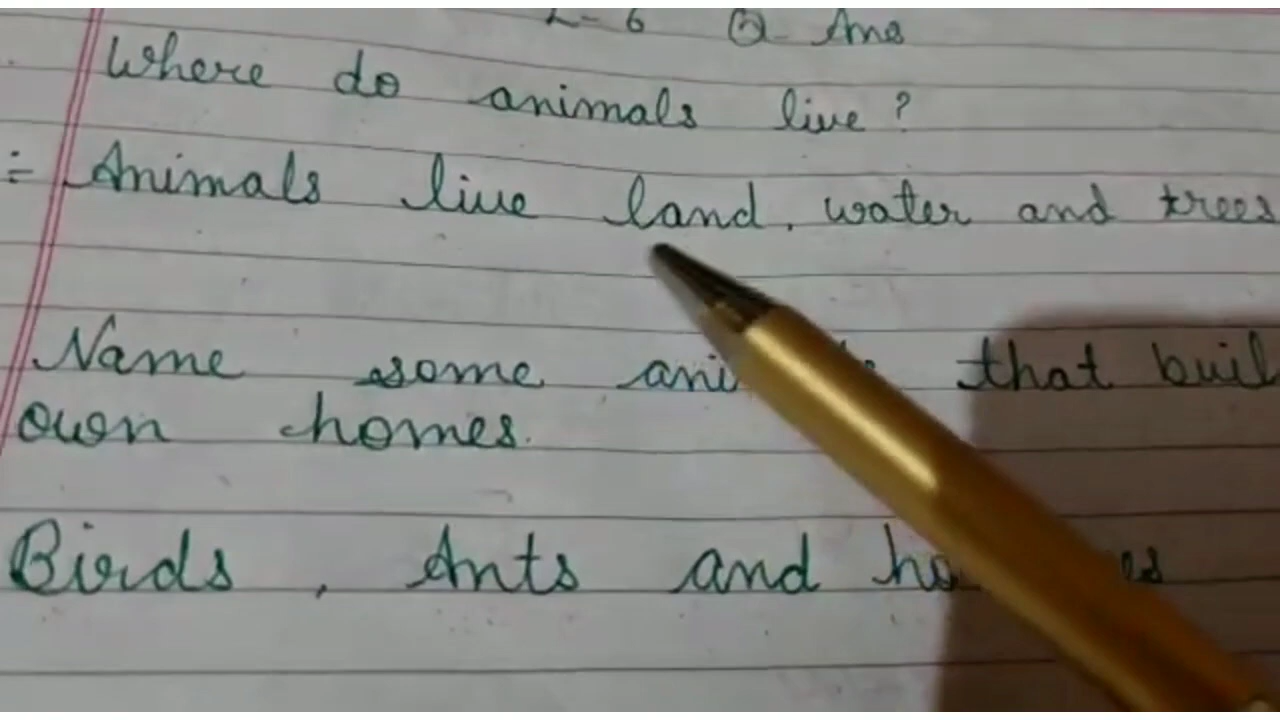 L-6 Q Ans
Where do animals live?
Animals live land, water and trees
Name some that
own homes.
Birds, Ants and